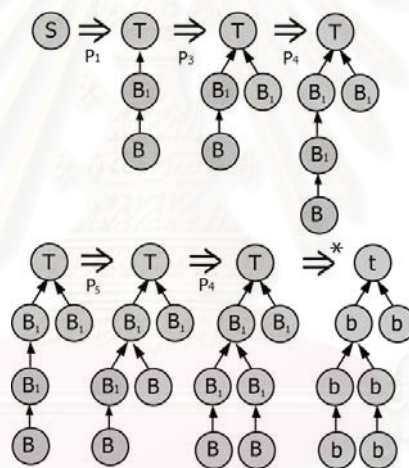 S ⇒ T ⇒ T ⇒ T
P₁ P₃ P₄
B₁ B₁ B₁ B₁ B₁
B B B₁
B
T ⇒ T ⇒ T ⇒* t
P₅ P₄
B₁ B₁ B₁ B₁ B₁ B₁ b b
B₁ B₁ B B₁ B₁ b b
B B B B b b